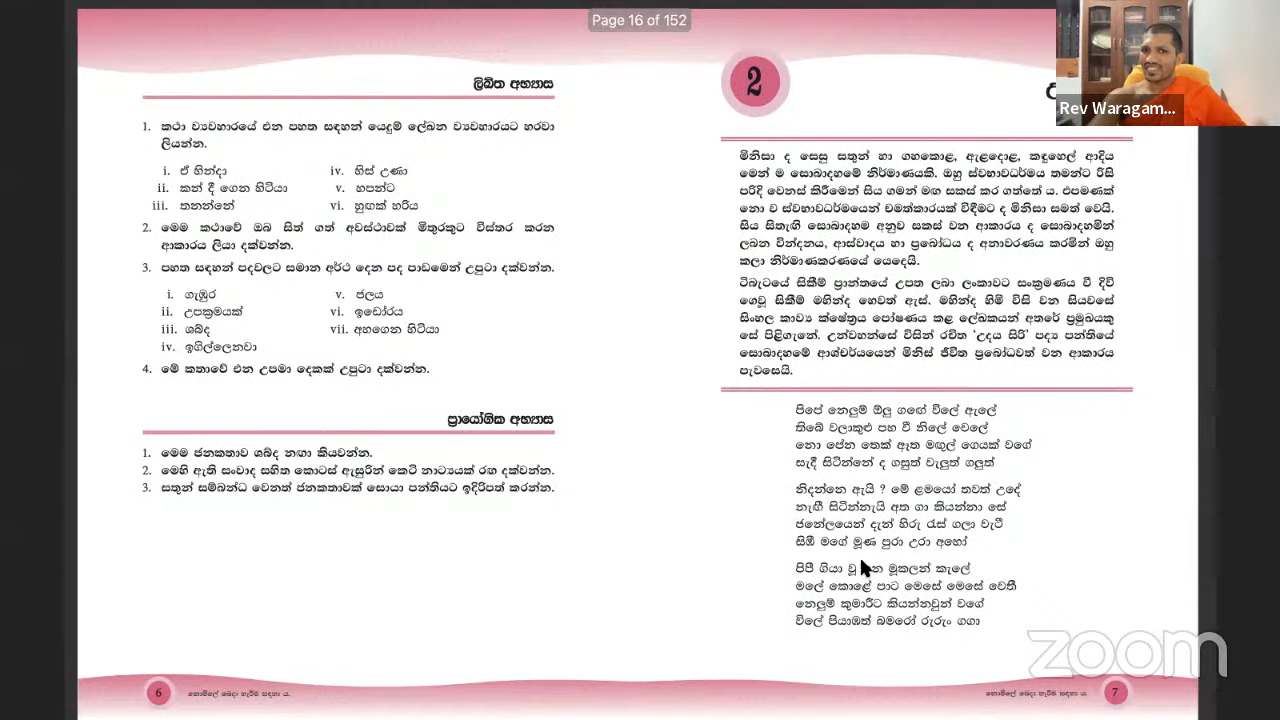 Page 16 of 152
Rev Waragam...
ලිඛිත අභ්‍යාස
1. කථා ව්‍යවහාරයේ එන පහත සඳහන් යෙදුම් ලේඛන ව්‍යවහාරයට හරවා
ලියන්න.
i. ඒ හින්දා
ii. කන් දී ගෙන හිටියා
iii. තනන්නේ
iv. හිස් උණා
v. හපන්ට
vi. හුඟක් හරිය
2. මෙම කථාවේ ඔබ සිත් ගත් අවස්ථාවක් මිතුරකුට විස්තර කරන
ආකාරය ලියා දක්වන්න.
3. පහත සඳහන් පදවලට සමාන අර්ථ දෙන පද පාඩමෙන් උපුටා දක්වන්න.
i. ගැඹුර
ii. උපක්‍රමයක්
iii. ශබ්ද
iv. ඉගිල්ලෙනවා
v. ජලය
vi. ඉඩෝරය
vii. අහගෙන හිටියා
4. මේ කතාවේ එන උපමා දෙකක් උපුටා දක්වන්න.
ප්‍රායෝගික අභ්‍යාස
1. මෙම ජනකතාව ශබ්ද නඟා කියවන්න.
2. මෙහි ඇති සංවාද සහිත කොටස් ඇසුරින් කෙටි නාට්‍යයක් රඟ දක්වන්න.
3. සතුන් සම්බන්ධ වෙනත් ජනකතාවක් සොයා පන්තියට ඉදිරිපත් කරන්න.
6
නොමිලේ බෙදා හැරීම සඳහා ය.
2
මිනිසා ද සෙසු සතුන් හා ගහකොළ, ඇළදොළ, කඳුහෙල් ආදිය
මෙන් ම සොබාදහමේ නිර්මාණයකි. ඔහු ස්වභාවධර්මය තමන්ට රිසි
පරිදි වෙනස් කිරීමෙන් සිය ගමන් මඟ සකස් කර ගත්තේ ය. එපමණක්
නො ව ස්වභාවධර්මයෙන් චමත්කාරයක් විඳීමට ද මිනිසා සමත් වෙයි.
සිය සිතැඟි සොබාදහම අනුව සකස් වන ආකාරය ද සොබාදහමින්
ලබන වින්දනය, ආස්වාදය හා ප්‍රබෝධය ද අනාවරණය කරමින් ඔහු
කලා නිර්මාණකරණයේ යෙදෙයි.
ටිබැටයේ සිකීම් ප්‍රාන්තයේ උපත ලබා ලංකාවට සංක්‍රමණය වී දිවි
ගෙවූ සිකීම් මහින්ද හෙවත් ඇස්. මහින්ද හිමි විසි වන සියවසේ
සිංහල කාව්‍ය ක්ෂේත්‍රය පෝෂණය කළ ලේඛකයන් අතරේ ප්‍රමුඛයකු
සේ පිළිගැනේ. උන්වහන්සේ විසින් රචිත ‘උදය සිරි’ පද්‍ය පන්තියේ
සොබාදහමේ ආශ්චර්යයෙන් මිනිස් ජීවිත ප්‍රබෝධවත් වන ආකාරය
පැවසෙයි.
පිපේ නෙලුම් ඕලු ගඟේ විලේ ඇලේ
තිබේ වලාකුළු පහ වී නිලේ වෙලේ
නො පේන තෙක් ඈත මඟුල් ගෙයක් වගේ
සැදී සිටින්නේ ද ගසුත් වැලුත් ගලුත්
නිදන්නෙ ඇයි ? මේ ළමයෝ තවත් උදේ
නැඟී සිටින්නැයි අත ගා කියන්නා සේ
ජනේලයෙන් දැන් හිරු රැස් ගලා වැටී
සිඹී මගේ මූණ පුරා උරා අහෝ
පිපී ගියා වූ මූකලන් කැලේ
මලේ කොළේ පාට මෙසේ මෙසේ වෙතී
නෙලුම් කුමාරිට කියන්නවුන් වගේ
විලේ පියාඹත් බමරෝ රුරුං ගගා
7
නොමිලේ බෙදා හැරීම සඳහා ය.
zoom